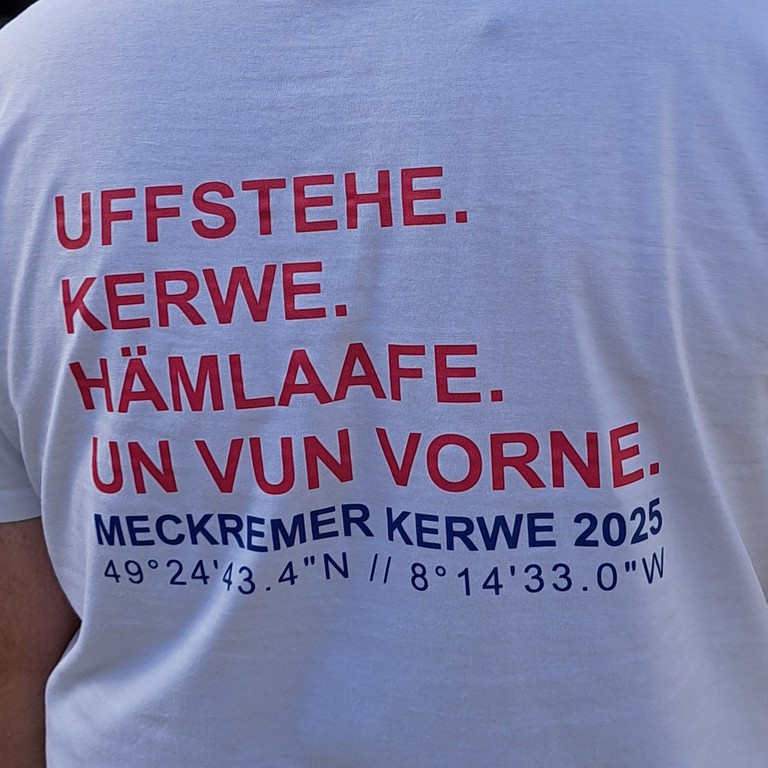 UFFSTEHE.
KERWE.
HÄMLAAFE.
UN VUN VORNE.
MECKREMER KERWE 2025
49°24'43.4"N // 8°14'33.0"W